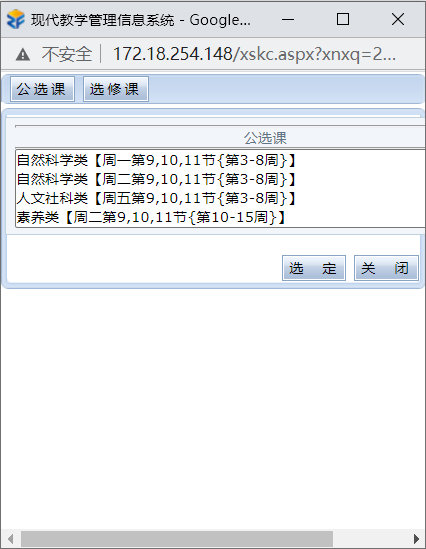 现代教学管理信息系统 - Google...
不安全 172.18.254.148/xskc.aspx?xnxq=2...
公选课 选修课
公选课
自然科学类【周一第9,10,11节{第3-8周}】
自然科学类【周二第9,10,11节{第3-8周}】
人文社科类【周五第9,10,11节{第3-8周}】
素养类【周二第9,10,11节{第10-15周}】
选 定 关 闭